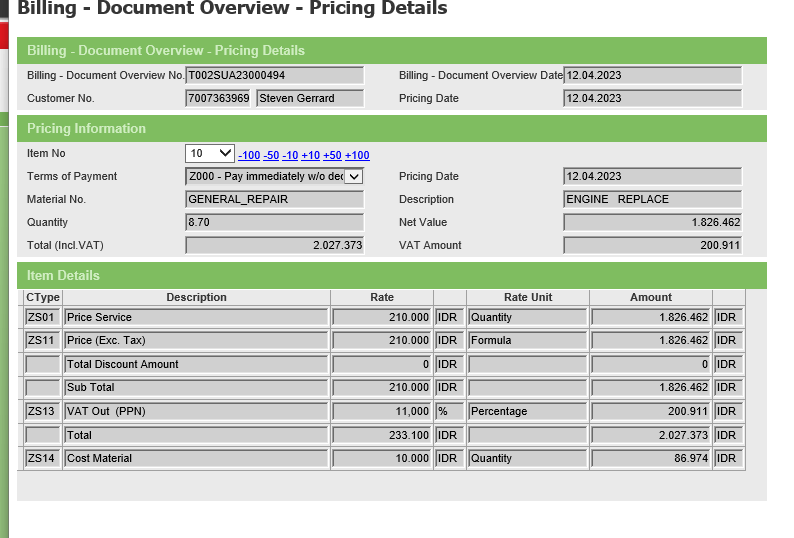 Billing - Document Overview - Pricing Details
Billing - Document Overview - Pricing Details
Billing - Document Overview No. T002SUA23000494 Billing - Document Overview Date 12.04.2023
Customer No. 7007363969 Steven Gerrard Pricing Date 12.04.2023
Pricing Information
Item No 10 -100 -50 -10 +10 +50 +100
Terms of Payment Z000 - Pay immediately w/o dec Pricing Date 12.04.2023
Material No. GENERAL_REPAIR Description ENGINE REPLACE
Quantity 8.70 Net Value 1.826.462
Total (Incl.VAT) 2.027.373 VAT Amount 200.911
Item Details
CType Description Rate Rate Unit Amount
ZS01 Price Service 210.000 IDR Quantity 1.826.462 IDR
ZS11 Price (Exc. Tax) 210.000 IDR Formula 1.826.462 IDR
Total Discount Amount 0 IDR 0 IDR
Sub Total 210.000 IDR 1.826.462 IDR
ZS13 VAT Out (PPN) 11,000 % Percentage 200.911 IDR
Total 233.100 IDR 2.027.373 IDR
ZS14 Cost Material 10.000 IDR Quantity 86.974 IDR